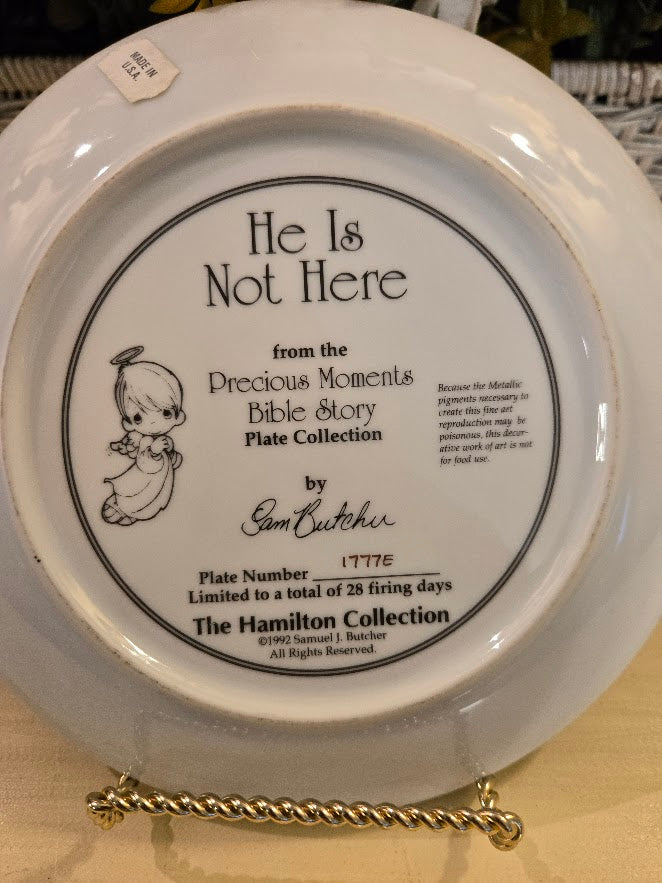 MADE IN
U.S.A.
He Is
Not Here
from the
Precious Moments
Bible Story
Plate Collection
Because the Metallic
pigments necessary to
create this fine art
reproduction may be
poisonous, this decor-
ative work of art is not
for food use.
by
Sam Butcher
Plate Number 1777E
Limited to a total of 28 firing days
The Hamilton Collection
©1992 Samuel J. Butcher
All Rights Reserved.